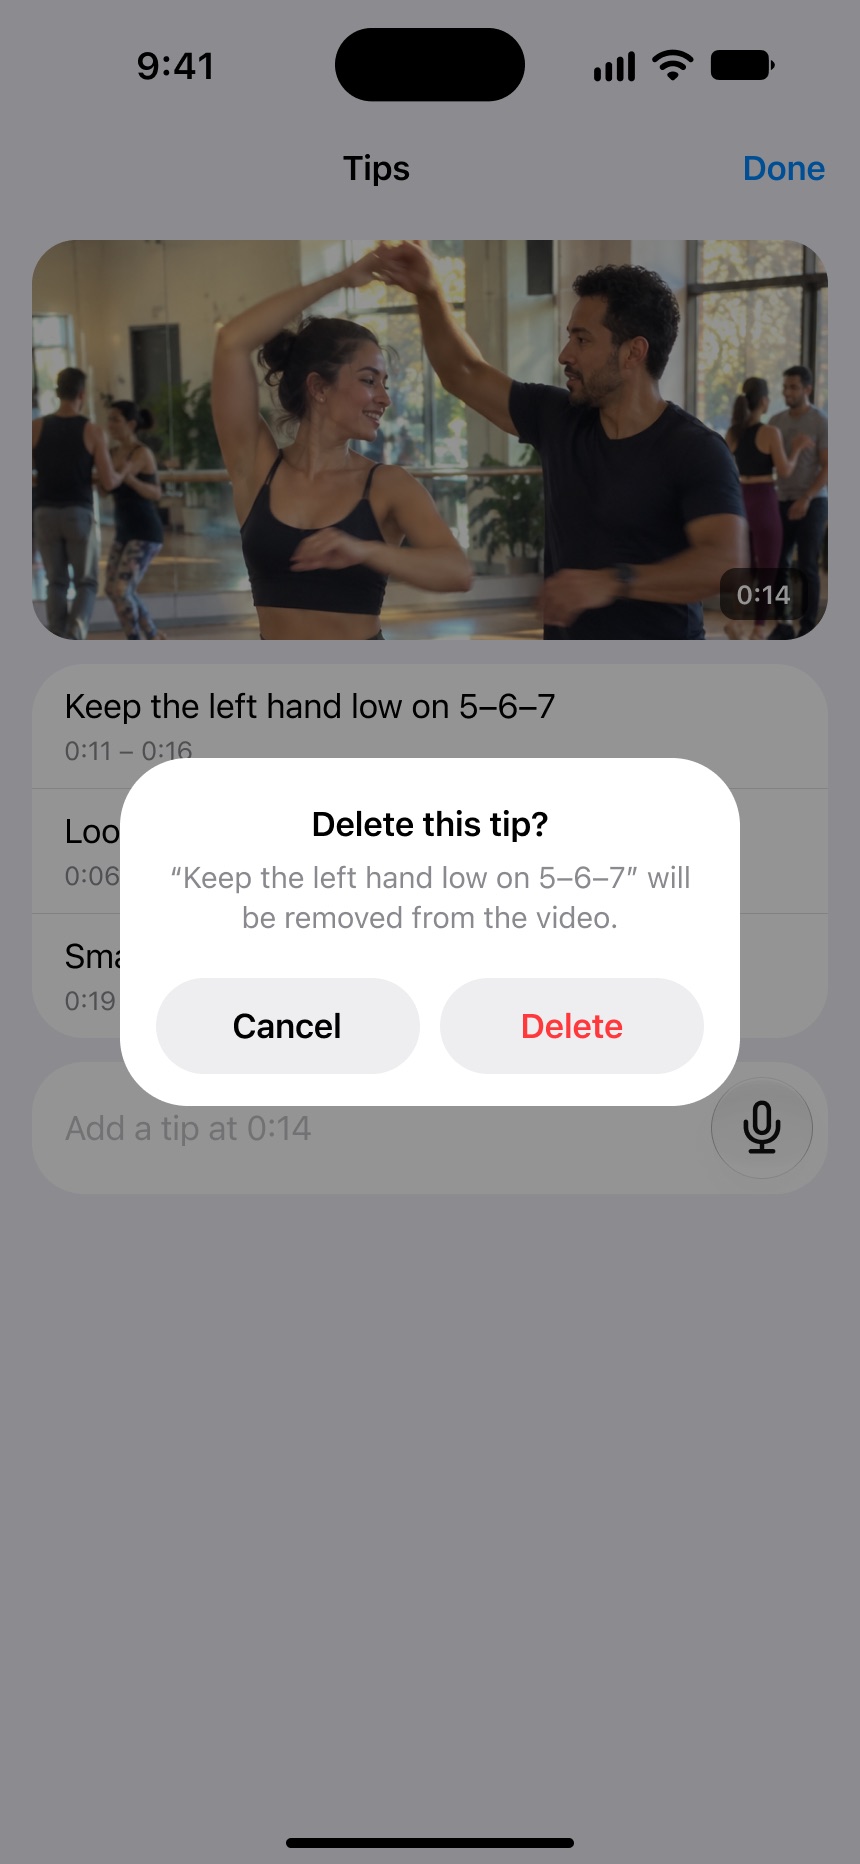 9:41
Tips
Done
0:14
Keep the left hand low on 5–6–7
0:11 – 0:16
0:06
0:19
Delete this tip?
“Keep the left hand low on 5–6–7” will
be removed from the video.
Cancel
Delete
Add a tip at 0:14